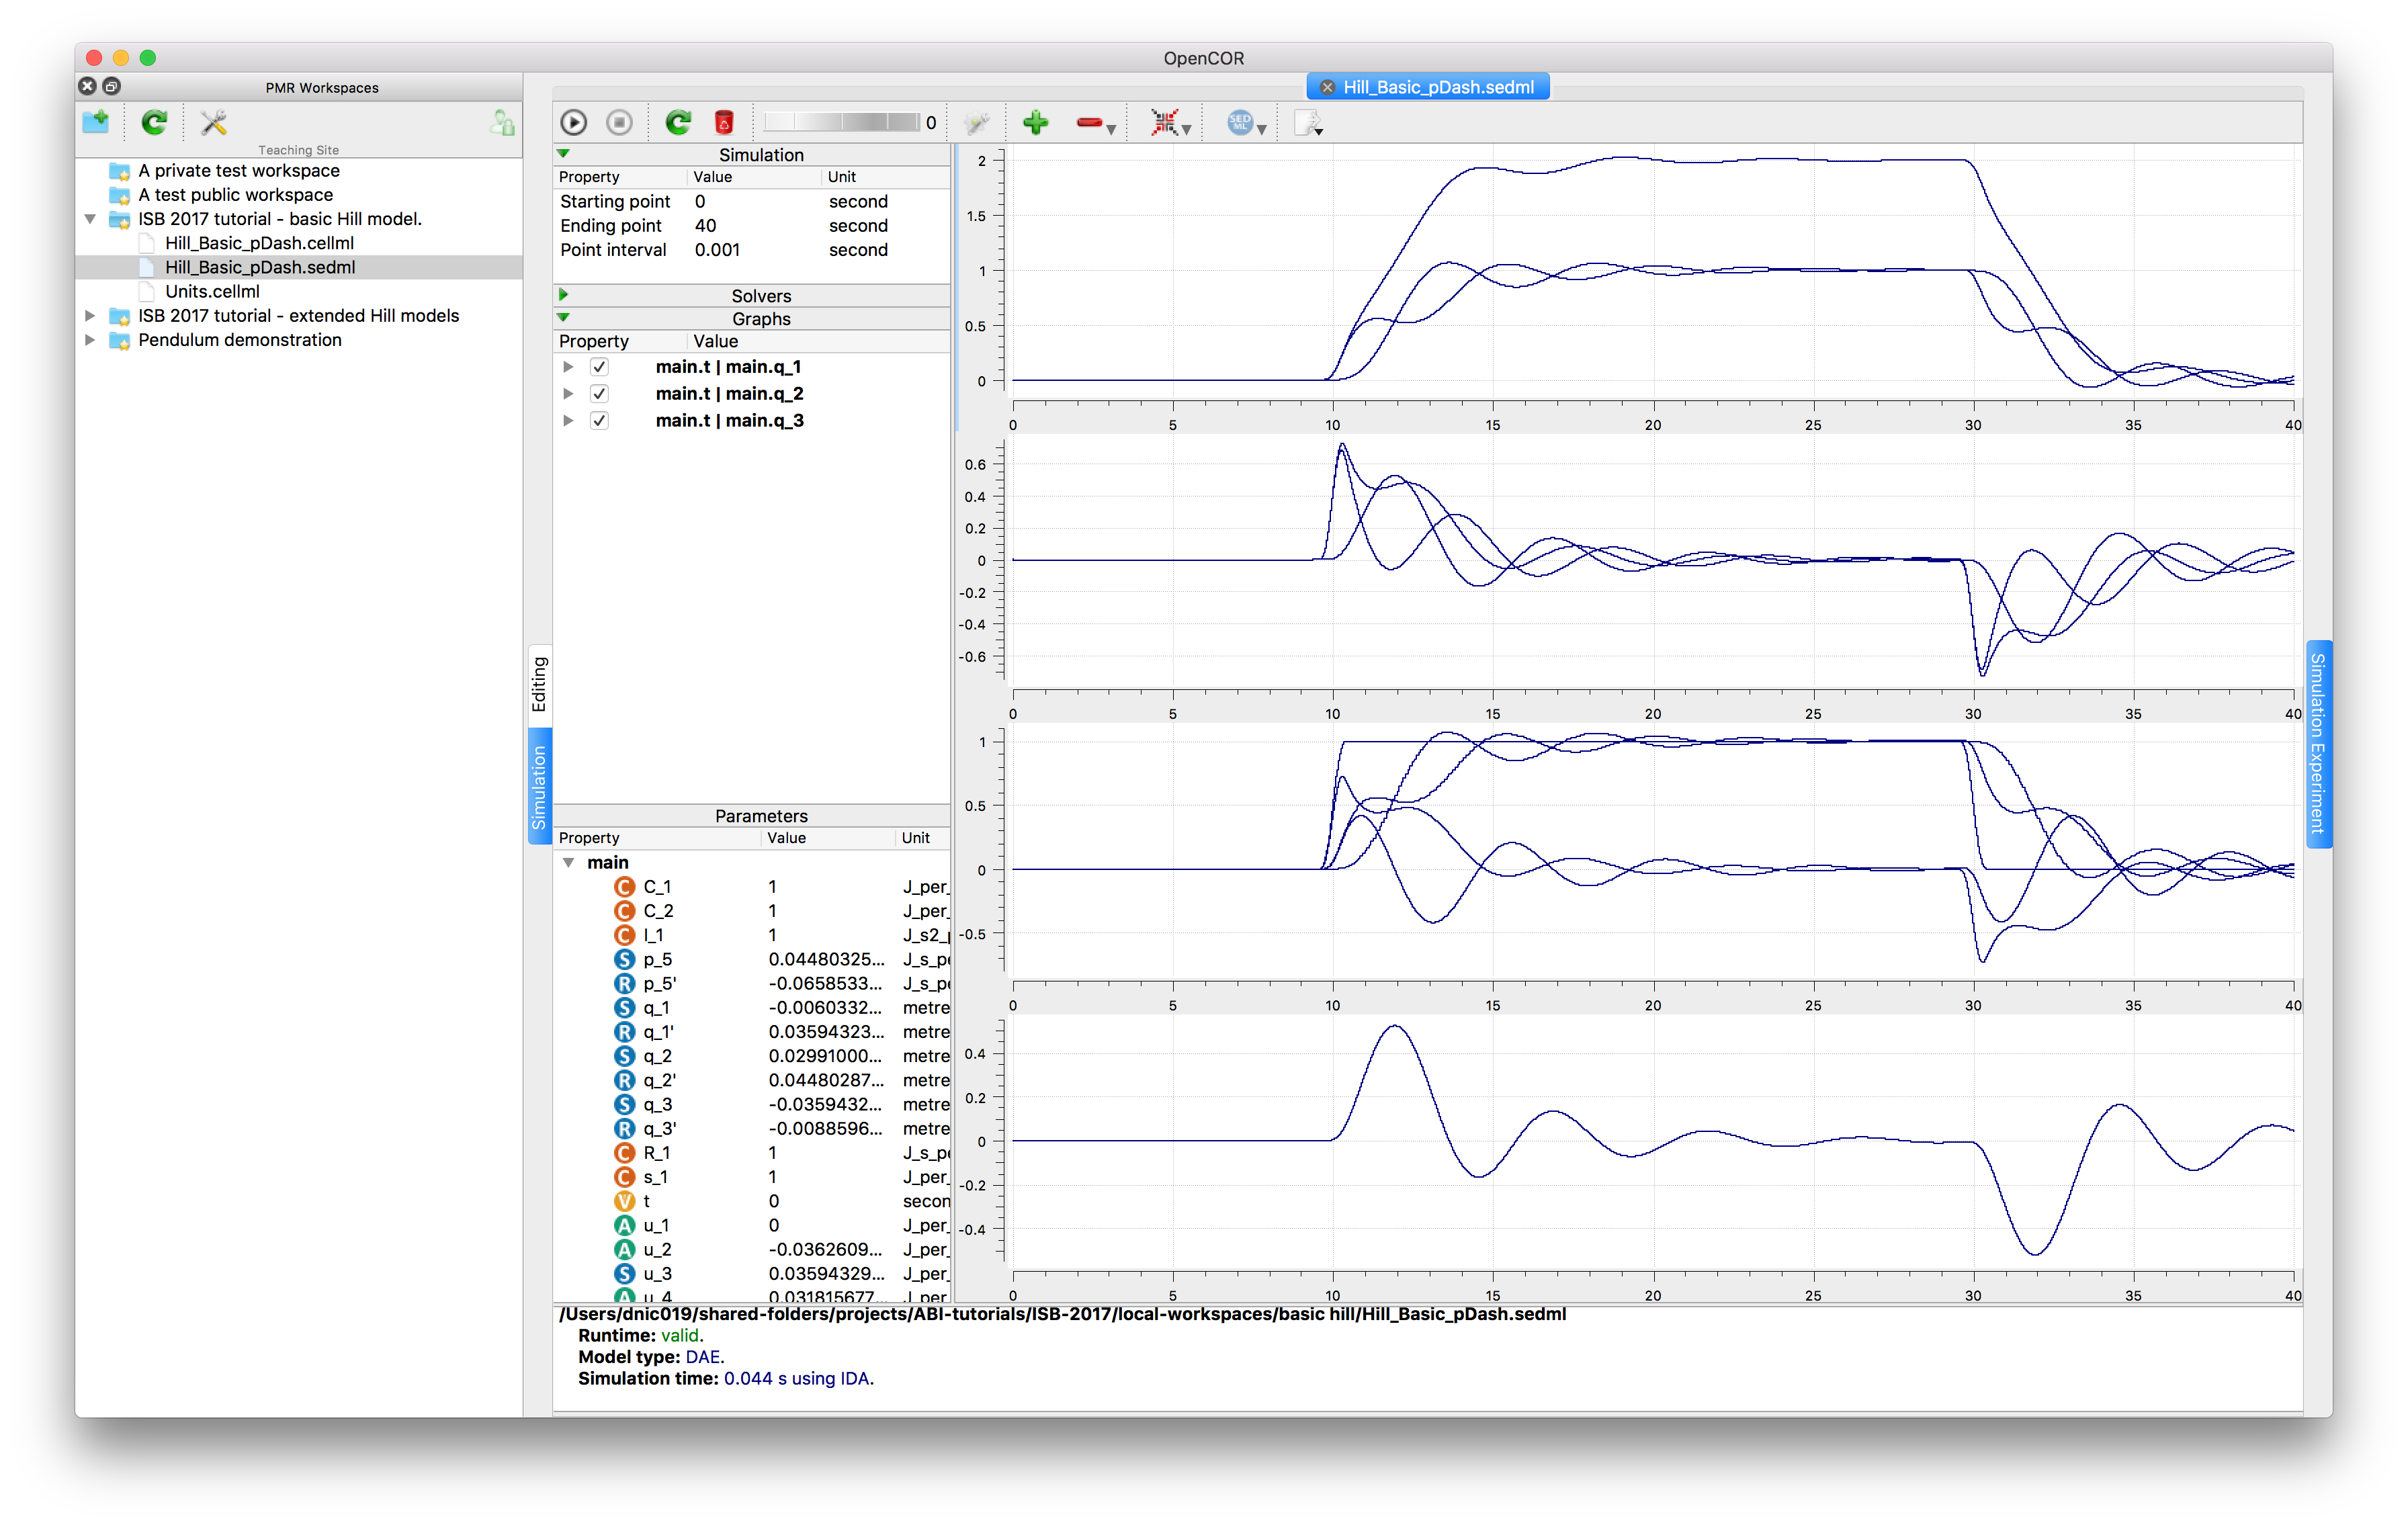 OpenCOR
PMR Workspaces
Hill_Basic_pDash.sedml
Teaching Site
0
A private test workspace
A test public workspace
ISB 2017 tutorial - basic Hill model.
Hill_Basic_pDash.cellml
Hill_Basic_pDash.sedml
Units.cellml
ISB 2017 tutorial - extended Hill models
Pendulum demonstration
Editing
Simulation
SED ML
Simulation
Property Value Unit
Starting point 0 second
Ending point 40 second
Point interval 0.001 second
Solvers
Graphs
Property Value
main.t | main.q_1
main.t | main.q_2
main.t | main.q_3
Parameters
Property Value Unit
main
C C_1 1 J_per_
C C_2 1 J_per_
C I_1 1 J_s2_p
S p_5 0.04480325... J_s_pe
R p_5' -0.0658533... J_s_pe
S q_1 -0.0060332... metre
R q_1' 0.03594323... metre
S q_2 0.02991000... metre
R q_2' 0.04480287... metre
S q_3 -0.0359432... metre
R q_3' -0.0088596... metre
C R_1 1 J_s_pe
C s_1 1 J_per_
V t 0 secon
A u_1 0 J_per_
A u_2 -0.0362609... J_per_
S u_3 0.03594329... J_per_
A u_4 0.031815677... J_per_
2
1.5
1
0.5
0
0 5 10 15 20 25 30 35 40
0.6
0.4
0.2
0
-0.2
-0.4
-0.6
0 5 10 15 20 25 30 35 40
1
0.5
0
-0.5
0 5 10 15 20 25 30 35 40
0.4
0.2
0
-0.2
-0.4
0 5 10 15 20 25 30 35 40
Simulation Experiment
/Users/dnic019/shared-folders/projects/ABI-tutorials/ISB-2017/local-workspaces/basic hill/Hill_Basic_pDash.sedml
Runtime: valid.
Model type: DAE.
Simulation time: 0.044 s using IDA.